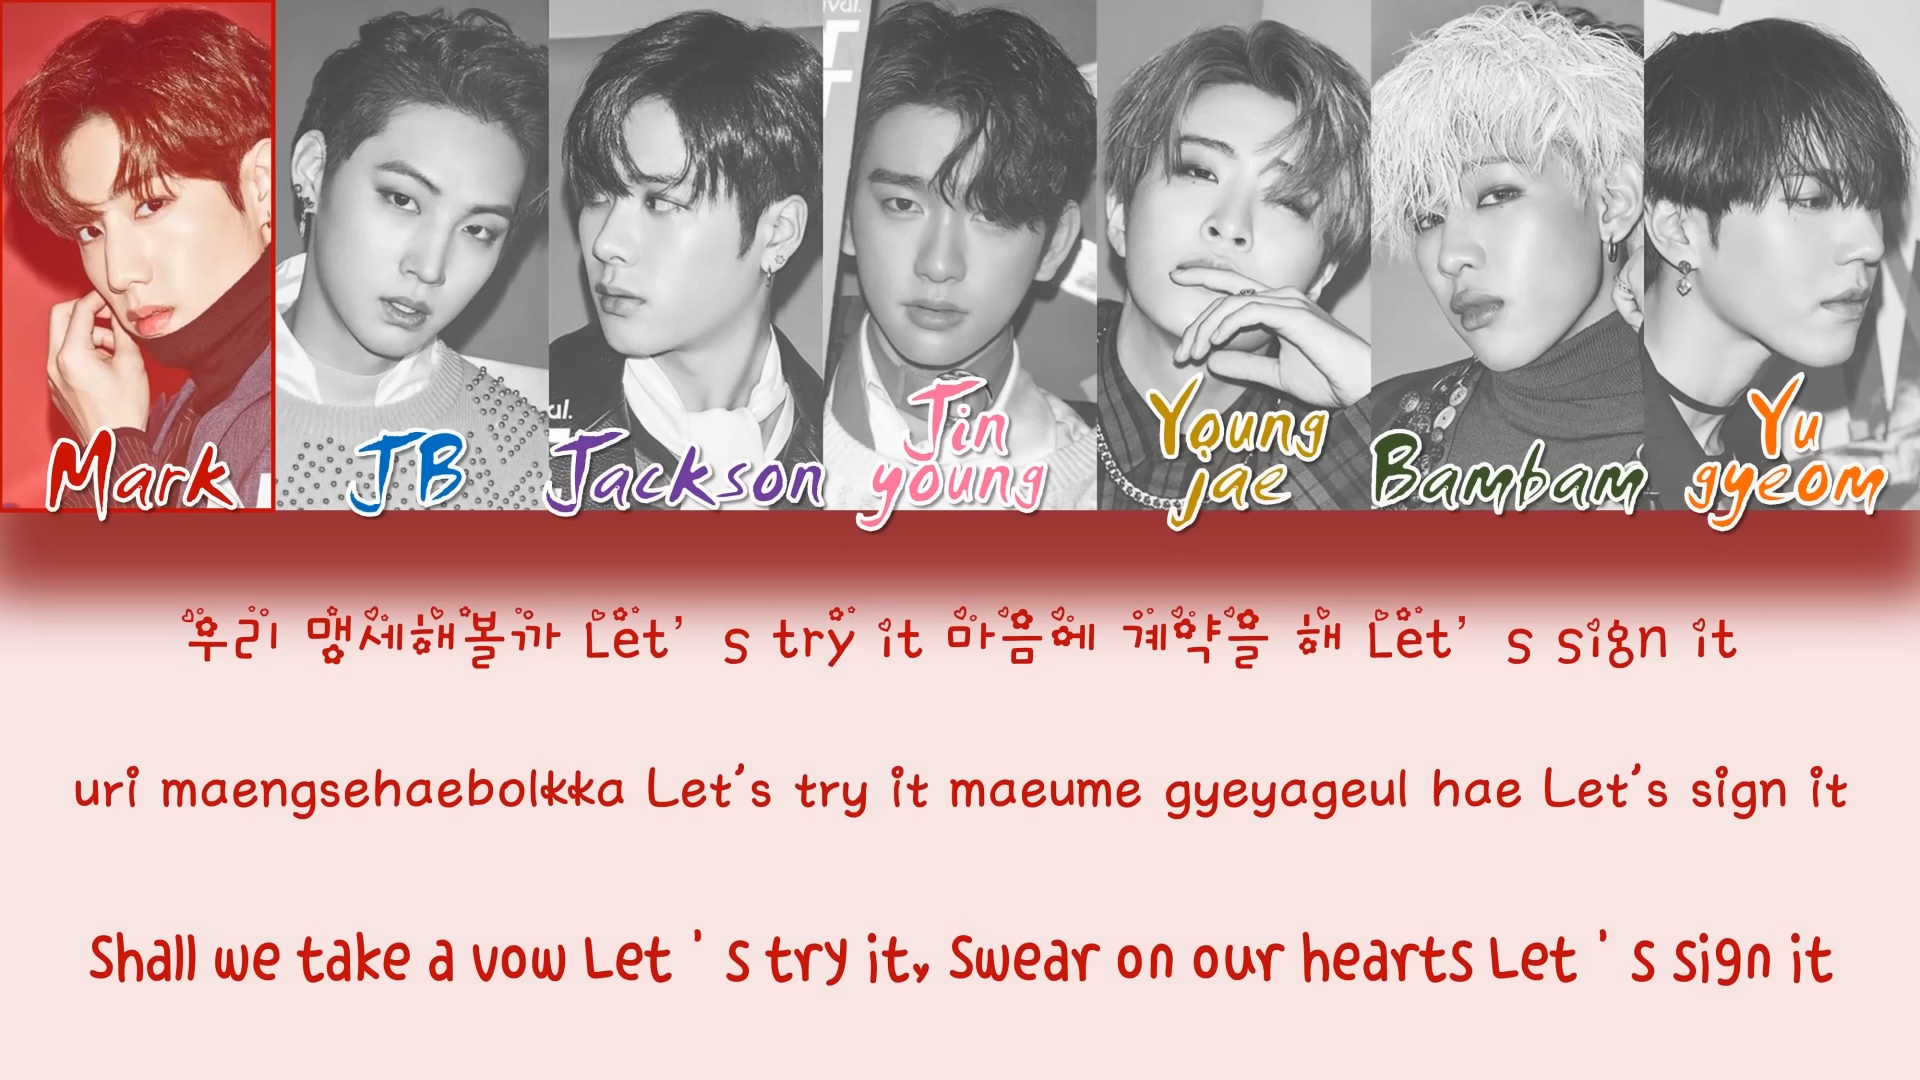 Mark
JB
Jackson
Jin
young
Young
jae
Bambam
Yu
gyeom
우리 맹세해볼까 Let's try it 마음에 계약을 해 Let's sign it
uri maengsehaebolkka Let's try it maeume gyeyageul hae Let's sign it
Shall we take a vow Let's try it, Swear on our hearts Let's sign it